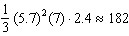 1/3 (5.7)²(7) · 2.4 ≈ 182